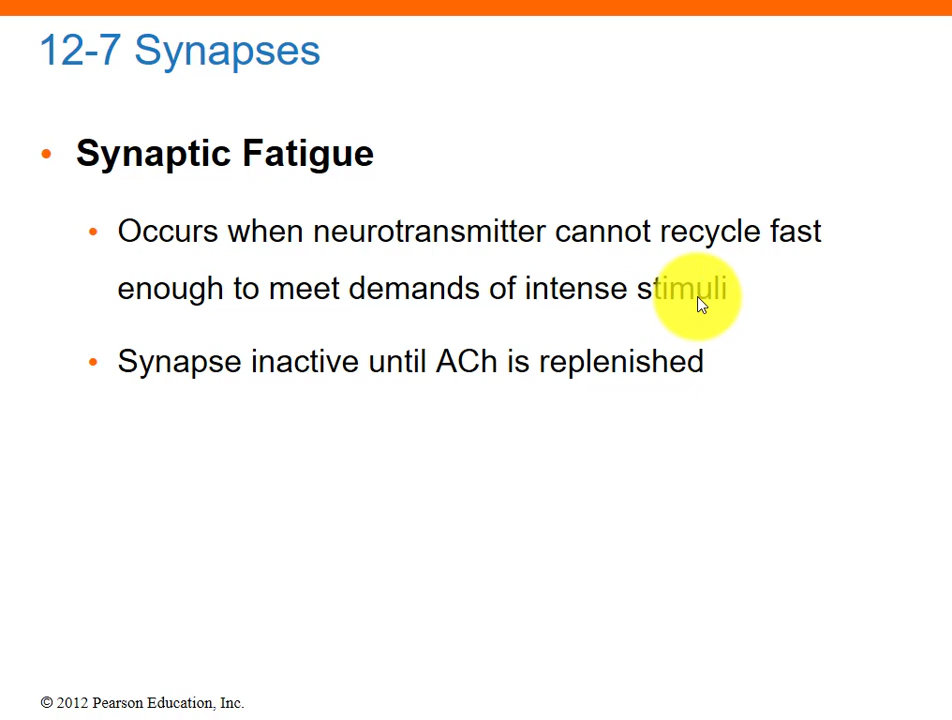 12-7 Synapses
• Synaptic Fatigue
• Occurs when neurotransmitter cannot recycle fast
enough to meet demands of intense stimuli
• Synapse inactive until ACh is replenished
© 2012 Pearson Education, Inc.